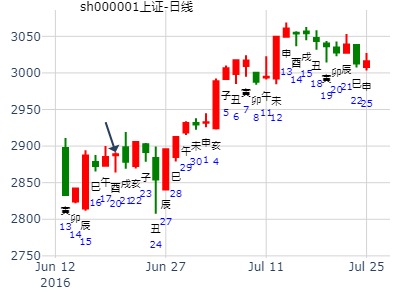 sh000001上证-日线
3050
3000
2950
2900
2850
2800
2750
寅
13
卯
14
辰
15
巳
16
午
17
酉
20
戌
21
亥
22
子
23
丑
24
辰
27
巳
28
午
29
未
30
申
1
亥
4
子
5
丑
6
寅
7
卯
8
午
11
未
12
申
13
酉
14
戌
15
丑
18
寅
19
卯
20
辰
21
巳
22
申
25
Jun 12
2016
Jun 27
Jul 11
Jul 25